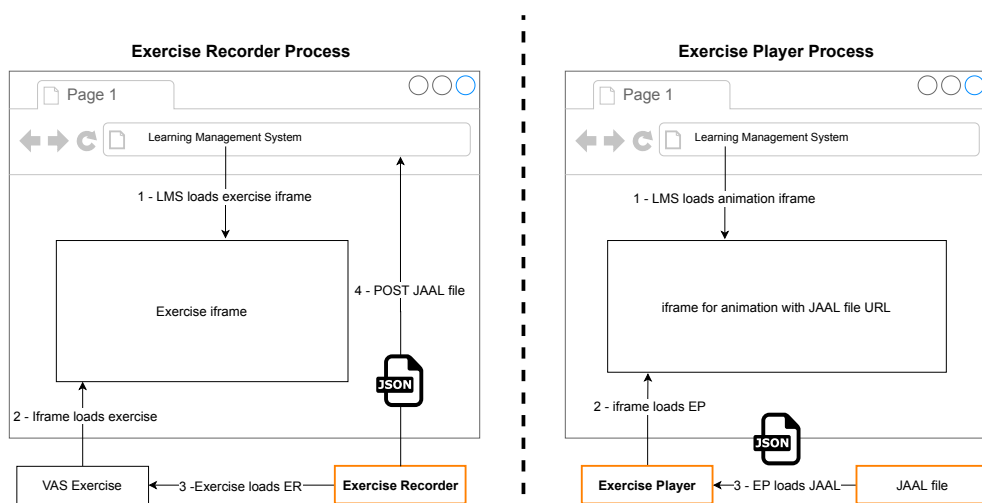 Exercise Recorder Process
Page 1
Learning Management System
1 - LMS loads exercise iframe
Exercise iframe
4 - POST JAAL file
JSON
2 - Iframe loads exercise
VAS Exercise
3 -Exercise loads ER
Exercise Recorder
Exercise Player Process
Page 1
Learning Management System
1 - LMS loads animation iframe
iframe for animation with JAAL file URL
2 - iframe loads EP
JSON
Exercise Player
3 - EP loads JAAL
JAAL file